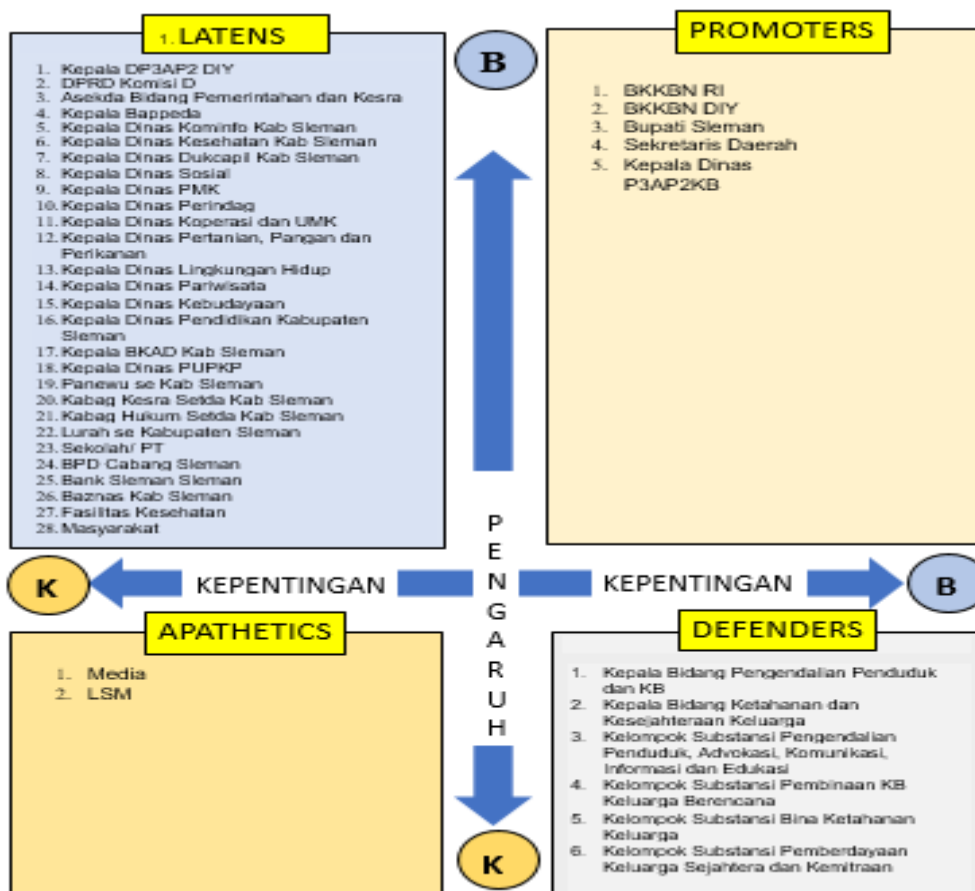 1. LATENS
1. Kepala DP3AP2 DIY
2. DPRD Komisi D
3. Asekda Bidang Pemerintahan dan Kesra
4. Kepala Bappeda
5. Kepala Dinas Kominfo Kab Sleman
6. Kepala Dinas Kesehatan Kab Sleman
7. Kepala Dinas Dukcapil Kab Sleman
8. Kepala Dinas Sosial
9. Kepala Dinas PMK
10. Kepala Dinas Perindag
11. Kepala Dinas Koperasi dan UMK
12. Kepala Dinas Pertanian, Pangan dan
Perikanan
13. Kepala Dinas Lingkungan Hidup
14. Kepala Dinas Pariwisata
15. Kepala Dinas Kebudayaan
16. Kepala Dinas Pendidikan Kabupaten
Sleman
17. Kepala BKAD Kab Sleman
18. Kepala Dinas PUPKP
19. Panewu se Kab Sleman
20. Kabag Kesra Setda Kab Sleman
21. Kabag Hukum Setda Kab Sleman
22. Lurah se Kabupaten Sleman
23. Sekolah/ PT
24. BPD Cabang Sleman
25. Bank Sleman Sleman
26. Baznas Kab Sleman
27. Fasilitas Kesehatan
28. Masyarakat
B
PROMOTERS
1. BKKBN RI
2. BKKBN DIY
3. Bupati Sleman
4. Sekretaris Daerah
5. Kepala Dinas
P3AP2KB
K
KEPENTINGAN
PENGARUH
KEPENTINGAN
B
APATHETICS
1. Media
2. LSM
K
DEFENDERS
1. Kepala Bidang Pengendalian Penduduk
dan KB
2. Kepala Bidang Ketahanan dan
Kesejahteraan Keluarga
3. Kelompok Substansi Pengendalian
Penduduk, Advokasi, Komunikasi,
Informasi dan Edukasi
4. Kelompok Substansi Pembinaan KB
Keluarga Berencana
5. Kelompok Substansi Bina Ketahanan
Keluarga
6. Kelompok Substansi Pemberdayaan
Keluarga Sejahtera dan Kemitraan